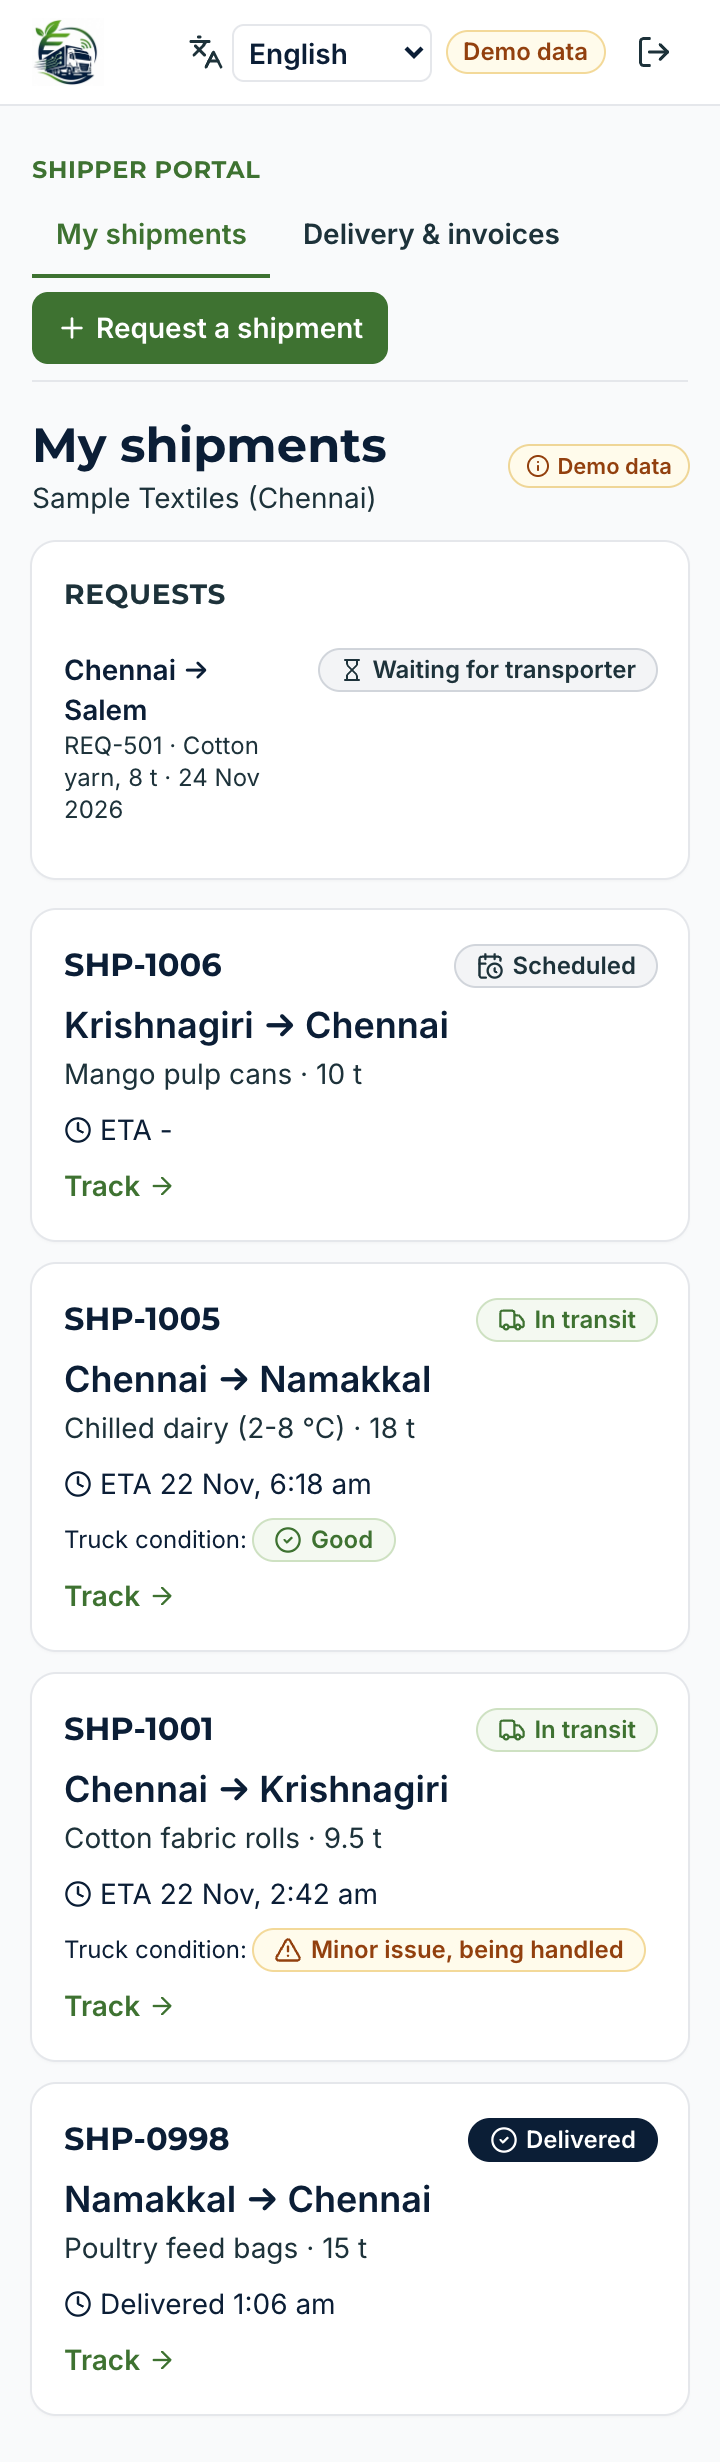 English
Demo data
SHIPPER PORTAL
My shipments
Delivery & invoices
+ Request a shipment
My shipments
Demo data
Sample Textiles (Chennai)
REQUESTS
Chennai →
Salem
Waiting for transporter
REQ-501 · Cotton
yarn, 8 t · 24 Nov
2026
SHP-1006
Scheduled
Krishnagiri → Chennai
Mango pulp cans · 10 t
ETA -
Track →
SHP-1005
In transit
Chennai → Namakkal
Chilled dairy (2-8 °C) · 18 t
ETA 22 Nov, 6:18 am
Truck condition: Good
Track →
SHP-1001
In transit
Chennai → Krishnagiri
Cotton fabric rolls · 9.5 t
ETA 22 Nov, 2:42 am
Truck condition: Minor issue, being handled
Track →
SHP-0998
Delivered
Namakkal → Chennai
Poultry feed bags · 15 t
Delivered 1:06 am
Track →